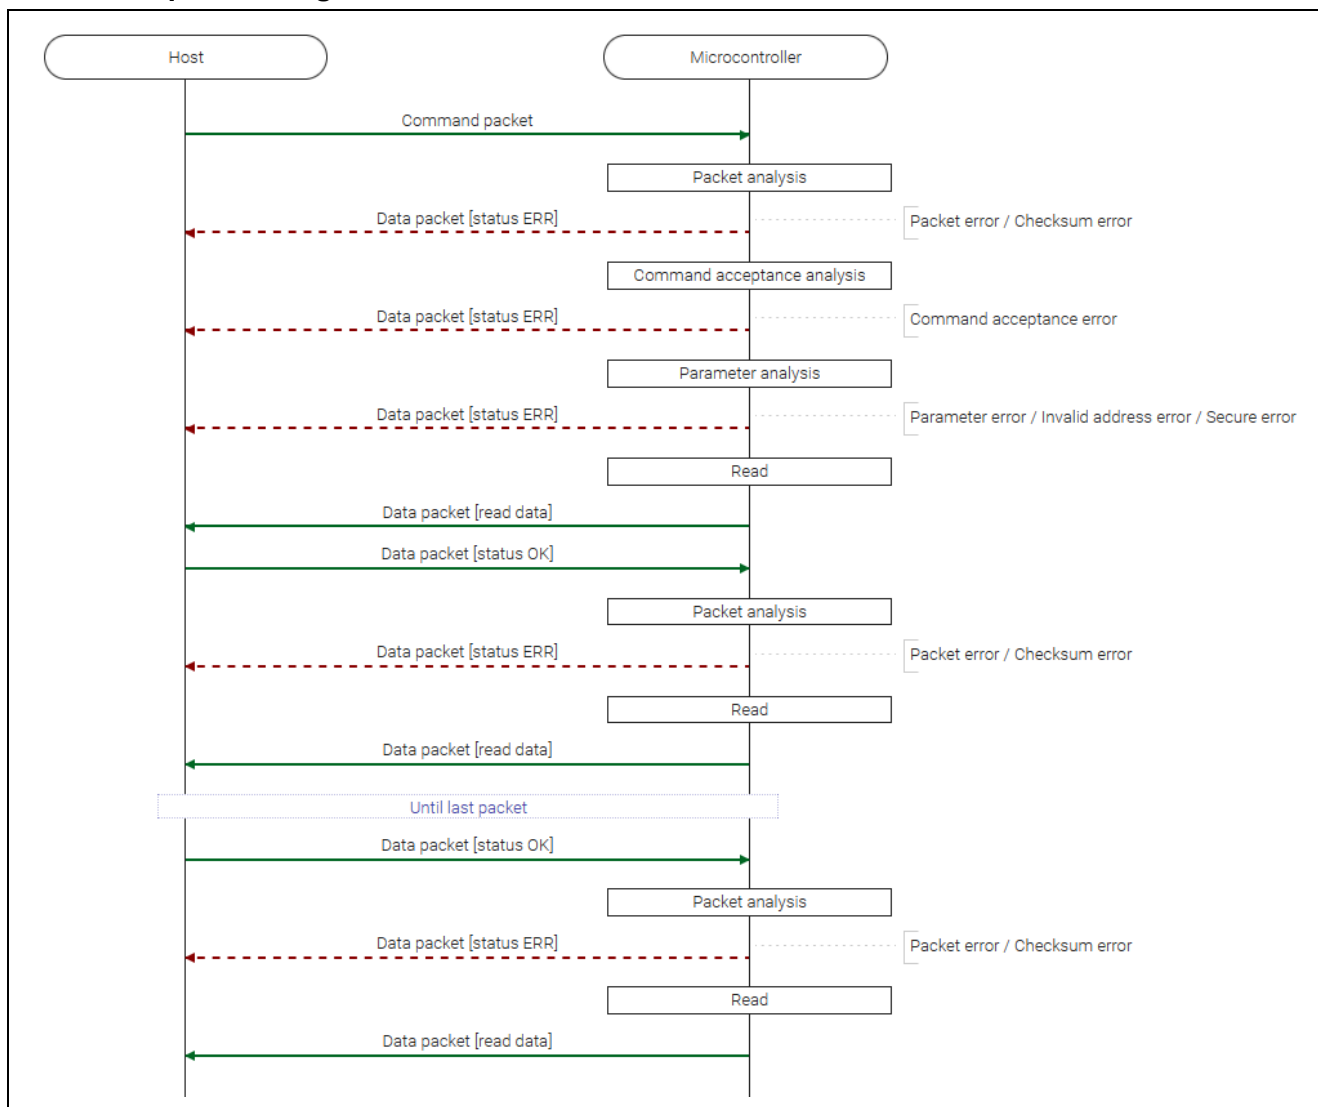 Host
Microcontroller
Command packet
Packet analysis
Data packet [status ERR]
Packet error / Checksum error
Command acceptance analysis
Data packet [status ERR]
Command acceptance error
Parameter analysis
Data packet [status ERR]
Parameter error / Invalid address error / Secure error
Read
Data packet [read data]
Data packet [status OK]
Packet analysis
Data packet [status ERR]
Packet error / Checksum error
Read
Data packet [read data]
Until last packet
Data packet [status OK]
Packet analysis
Data packet [status ERR]
Packet error / Checksum error
Read
Data packet [read data]